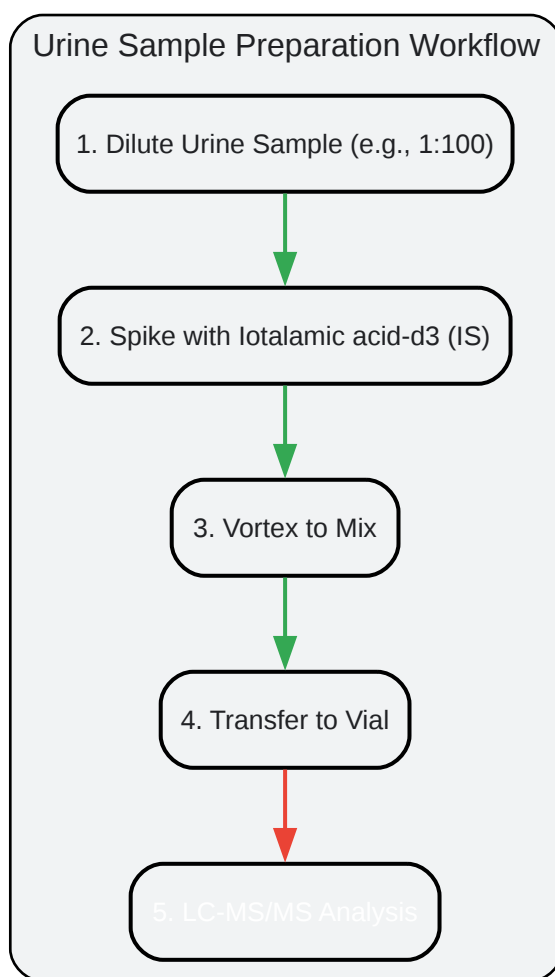 Urine Sample Preparation Workflow
1. Dilute Urine Sample (e.g., 1:100)
2. Spike with Iotalamic acid-d3 (IS)
3. Vortex to Mix
4. Transfer to Vial
5. LC-MS/MS Analysis